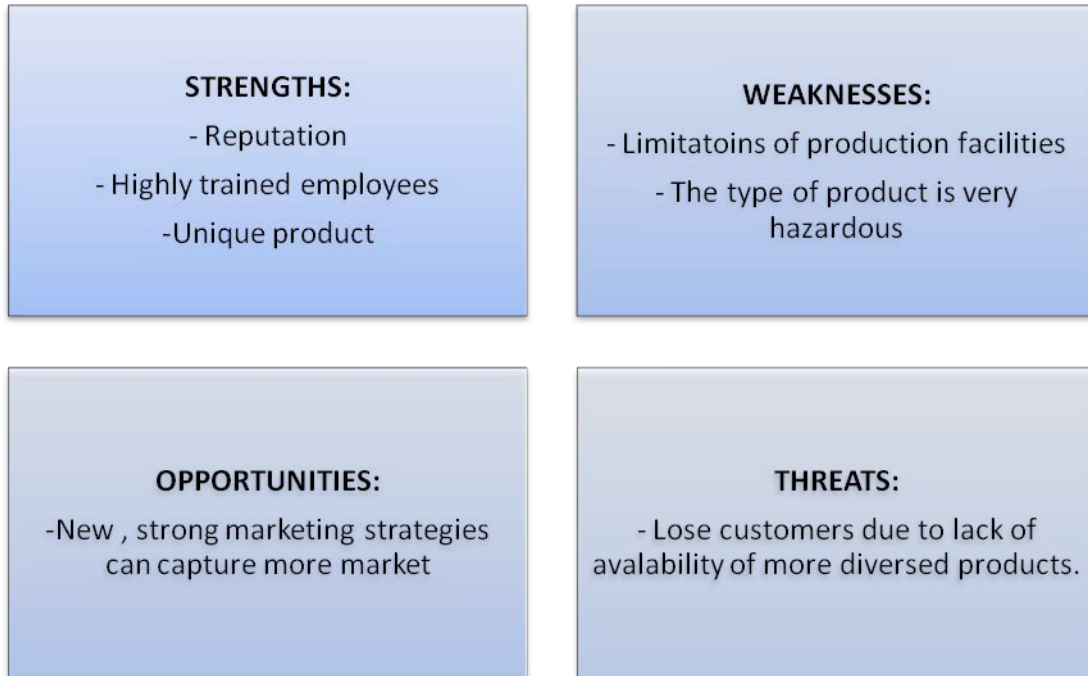 STRENGTHS:
- Reputation
- Highly trained employees
-Unique product
WEAKNESSES:
- Limitatoins of production facilities
- The type of product is very
hazardous
OPPORTUNITIES:
-New , strong marketing strategies
can capture more market
THREATS:
- Lose customers due to lack of
avalability of more diversed products.